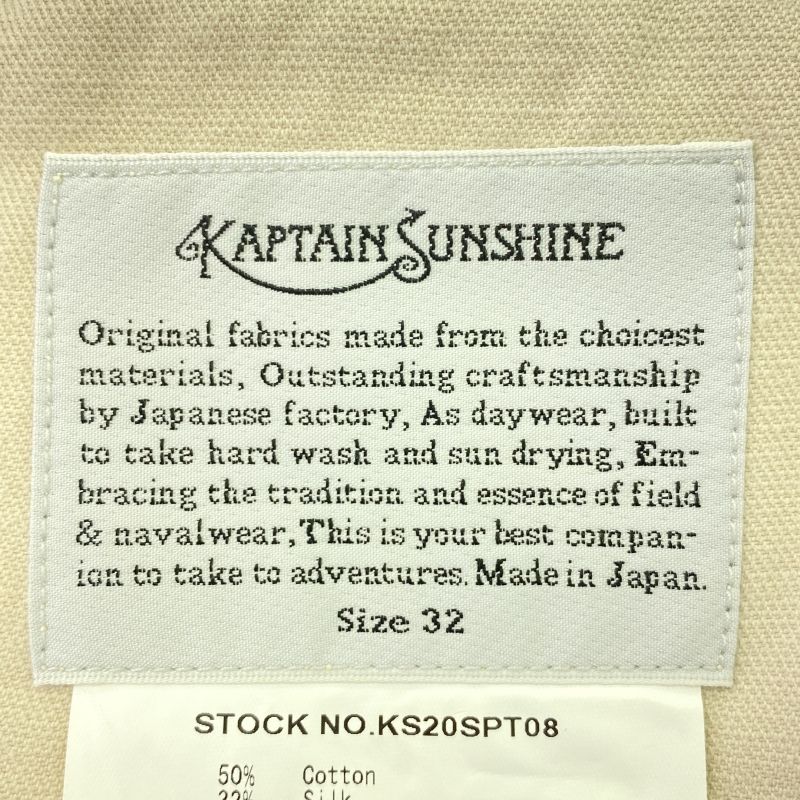 KAPTAIN SUNSHINE
Original fabrics made from the choicest
materials, Outstanding craftsmanship
by Japanese factory, As daywear, built
to take hard wash and sun drying, Em-
bracing the tradition and essence of field
& navalwear, This is your best compan-
ion to take to adventures. Made in Japan.
Size 32
STOCK NO.KS20SPT08
50% Cotton
Silk